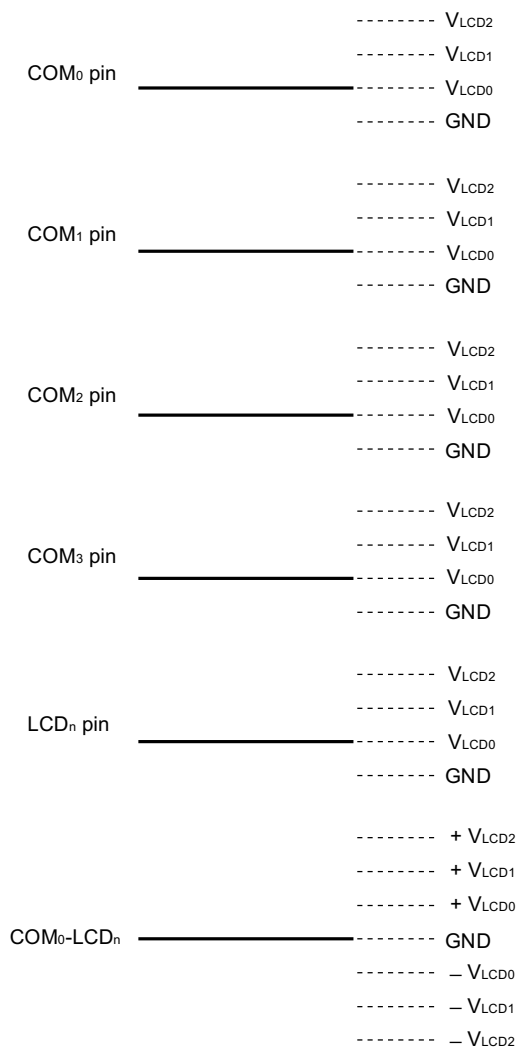 VLCD2
VLCD1
COM0 pin
VLCD0
GND
VLCD2
VLCD1
COM1 pin
VLCD0
GND
VLCD2
VLCD1
COM2 pin
VLCD0
GND
VLCD2
VLCD1
COM3 pin
VLCD0
GND
VLCD2
VLCD1
LCDn pin
VLCD0
GND
+ VLCD2
+ VLCD1
+ VLCD0
COM0-LCDn
GND
– VLCD0
– VLCD1
– VLCD2